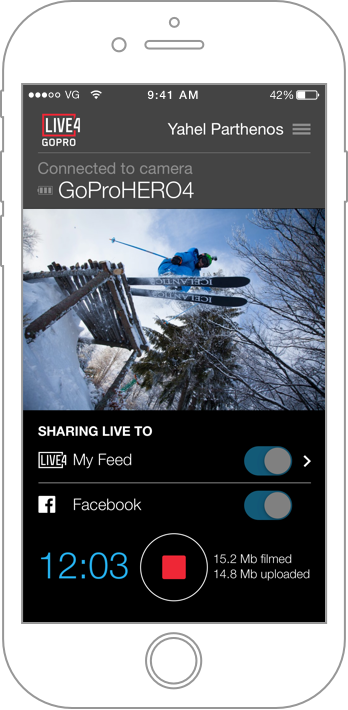 VG
9:41 AM
42%
LIVE4
GOPRO
Yahel Parthenos
Connected to camera
GoProHERO4
ICELANTIC
ICELANTIC
SHARING LIVE TO
LIVE4 My Feed
Facebook
12:03
15.2 Mb filmed
14.8 Mb uploaded